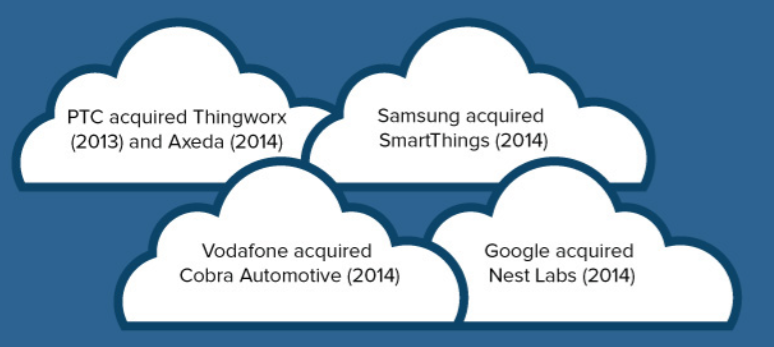 PTC acquired Thingworx
(2013) and Axeda (2014)
Samsung acquired
SmartThings (2014)
Vodafone acquired
Cobra Automotive (2014)
Google acquired
Nest Labs (2014)